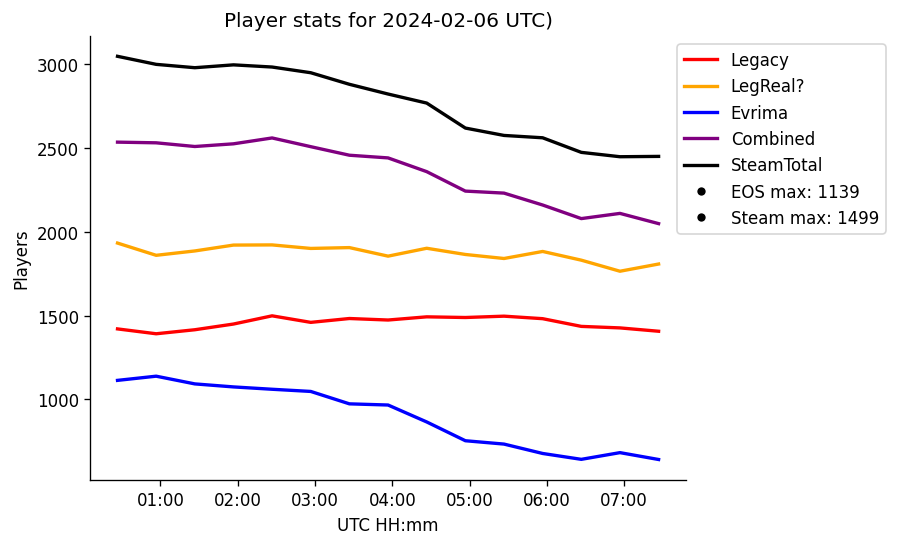 Player stats for 2024-02-06 UTC)
3000
2500
2000
1500
1000
Players
01:00
02:00
03:00
04:00
05:00
06:00
07:00
UTC HH:mm
Legacy
LegReal?
Evrima
Combined
SteamTotal
EOS max: 1139
Steam max: 1499